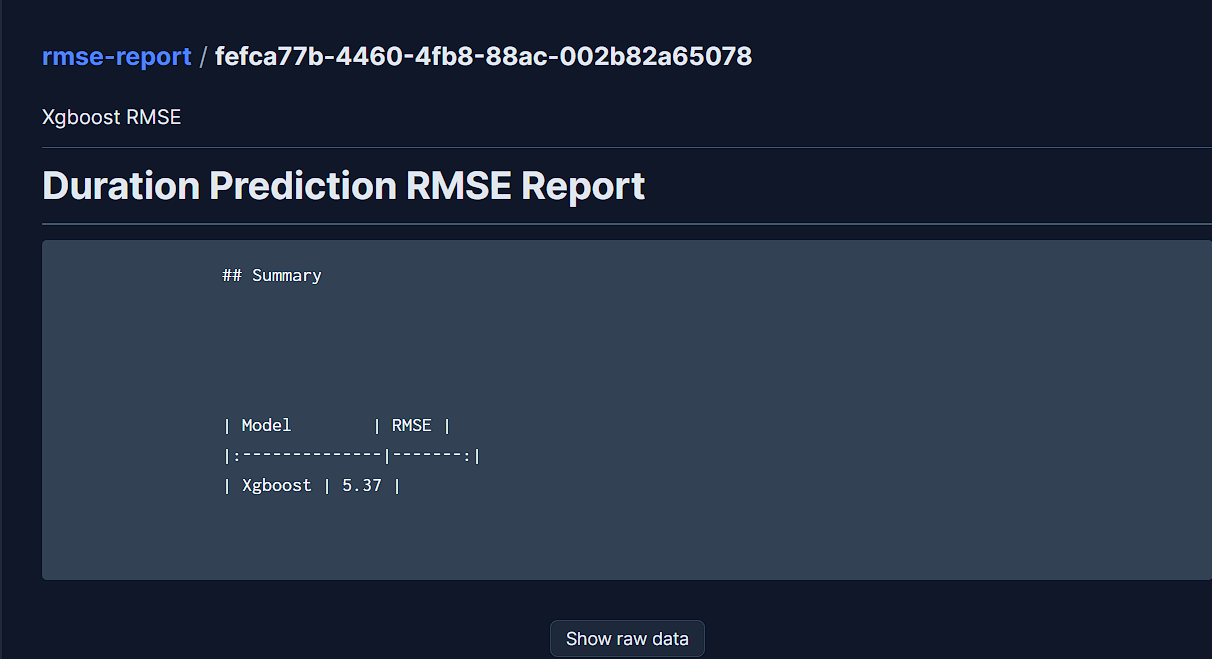 rmse-report / fefca77b-4460-4fb8-88ac-002b82a65078
Xgboost RMSE
Duration Prediction RMSE Report
## Summary
| Model        | RMSE |
|:--------------|-------:|
| Xgboost | 5.37 |
Show raw data